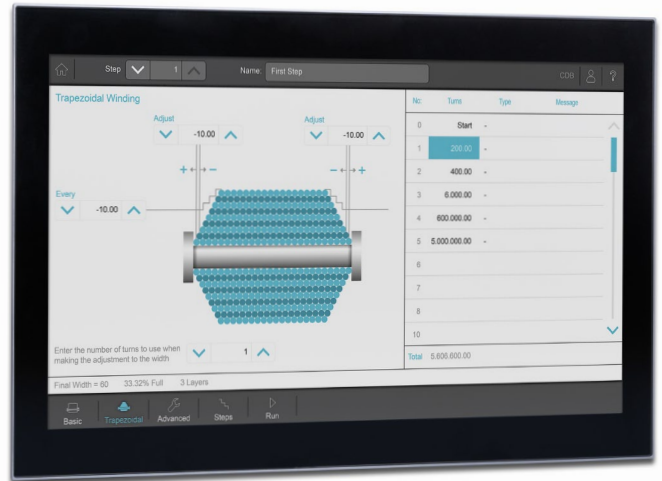 Step 1 Name: First Step CDB ?
Trapezoidal Winding
No: Turns Type Message
Adjust Adjust
-10.00 -10.00
0 Start -
1 200.00 -
2 400.00 -
3 6.000.00 -
4 600.000.00 -
5 5.000.000.00 -
6
7
8
10
+ - - +
Every
-10.00
Enter the number of turns to use when
making the adjustment to the width
1
Total 5.606.600.00
Final Width = 60 33.32% Full 3 Layers
Basic Trapezoidal Advanced Steps Run